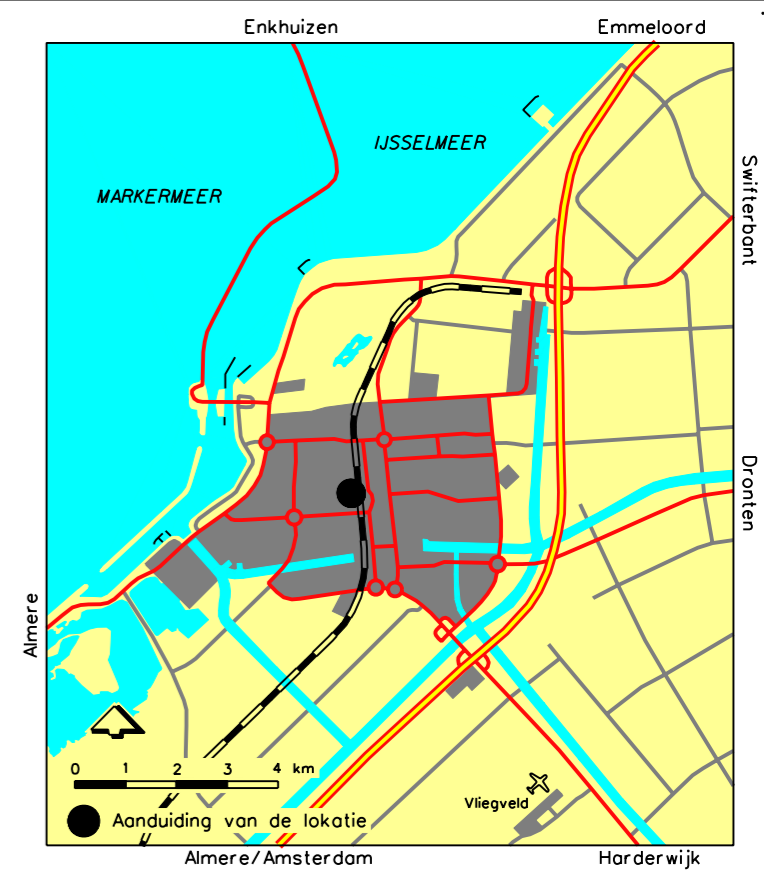 Enkhuizen
Emmeloord
IJSSELMEER
MARKERMEER
Swifterbant
Dronten
Almere
0 1 2 3 4 km
Vliegveld
Aanduiding van de lokatie
Almere/Amsterdam
Harderwijk